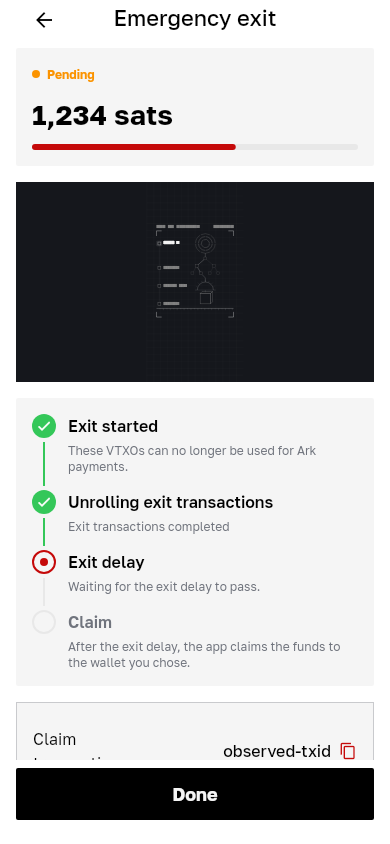 Emergency exit
Pending
1,234 sats
Exit started
These VTXOs can no longer be used for Ark
payments.
Unrolling exit transactions
Exit transactions completed
Exit delay
Waiting for the exit delay to pass.
Claim
After the exit delay, the app claims the funds to
the wallet you chose.
Claim
observed-txid
Done